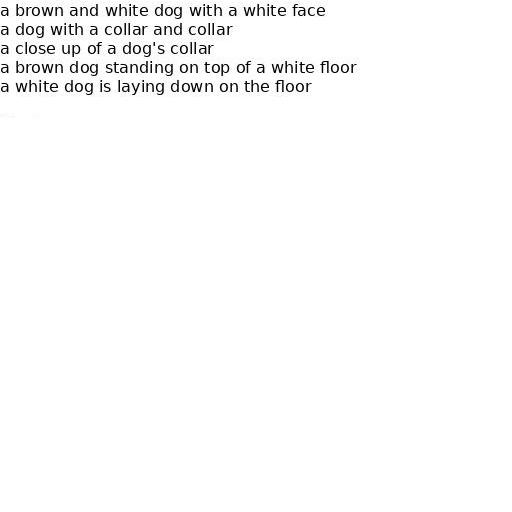 a brown and white dog with a white face
a dog with a collar and collar
a close up of a dog's collar
a brown dog standing on top of a white floor
a white dog is laying down on the floor